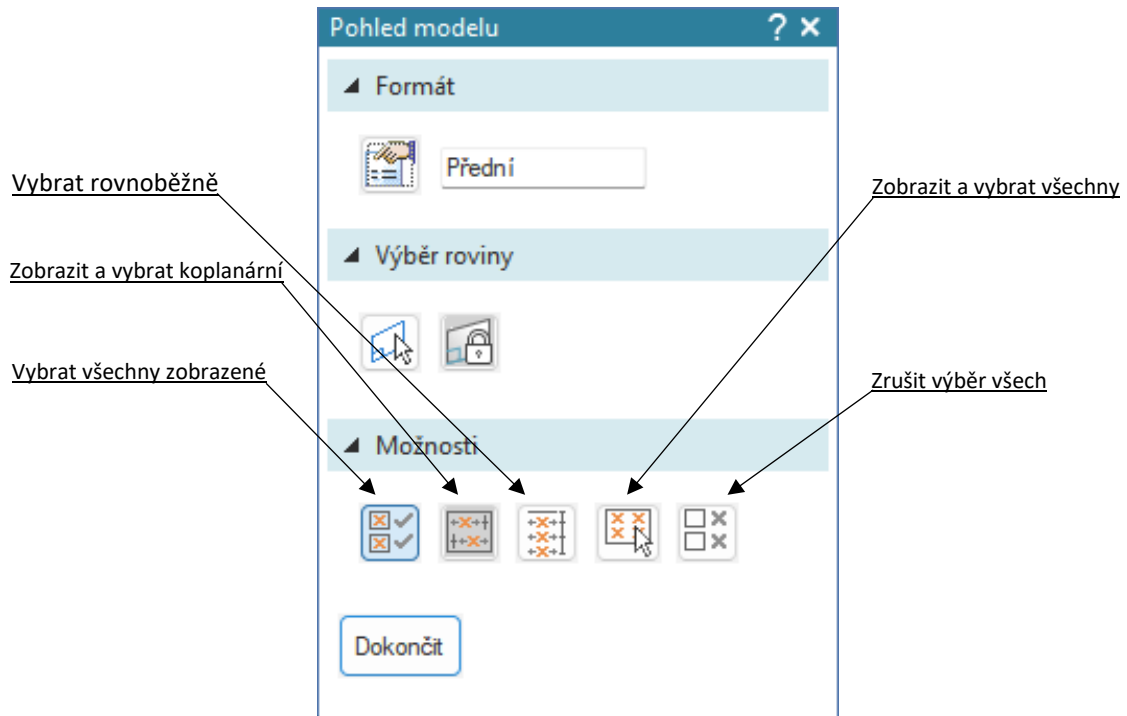 Pohled modelu ? ×
Formát
Přední
Vybrat rovnoběžně
Zobrazit a vybrat všechny
Výběr roviny
Zobrazit a vybrat koplanární
Vybrat všechny zobrazené
Zrušit výběr všech
Možnosti
Dokončit